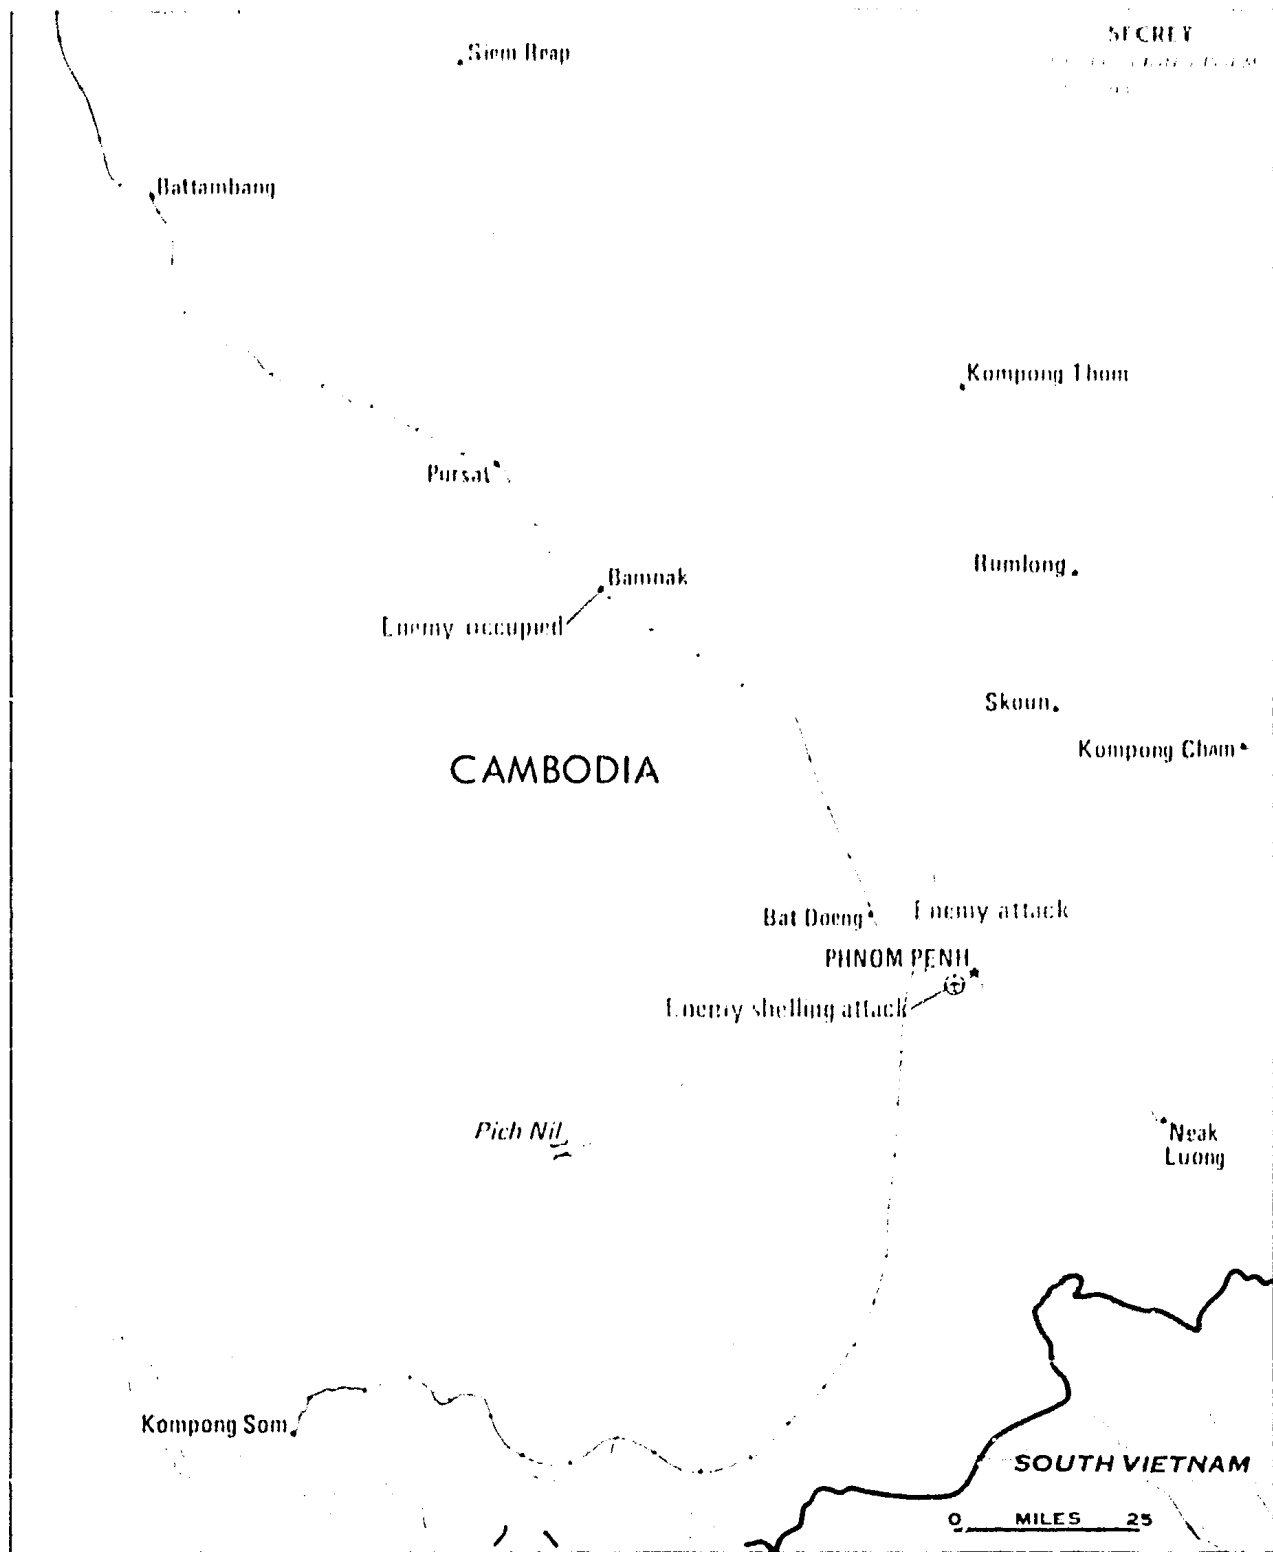 SECRET
Siem Reap
Battambang
Kompong Thom
Pursat
Bamnak
Rumlong
Enemy occupied
Skoun
Kompong Cham
CAMBODIA
Bat Doeng
Enemy attack
PHNOM PENH
Enemy shelling attack
Pich Nil
Neak
Luong
Kompong Som
SOUTH VIETNAM
0 MILES 25